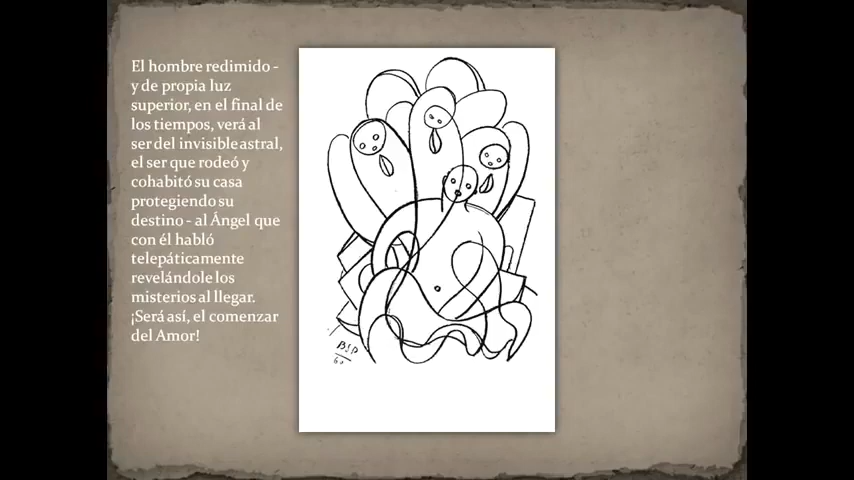 El hombre redimido -
y de propia luz
superior, en el final de
los tiempos, verá al
ser del invisible astral,
el ser que rodeó y
cohabitó su casa
protegiendo su
destino - al Ángel que
con él habló
telepáticamente
revelándole los
misterios al llegar.
¡Será así, el comenzar
del Amor!
BSP